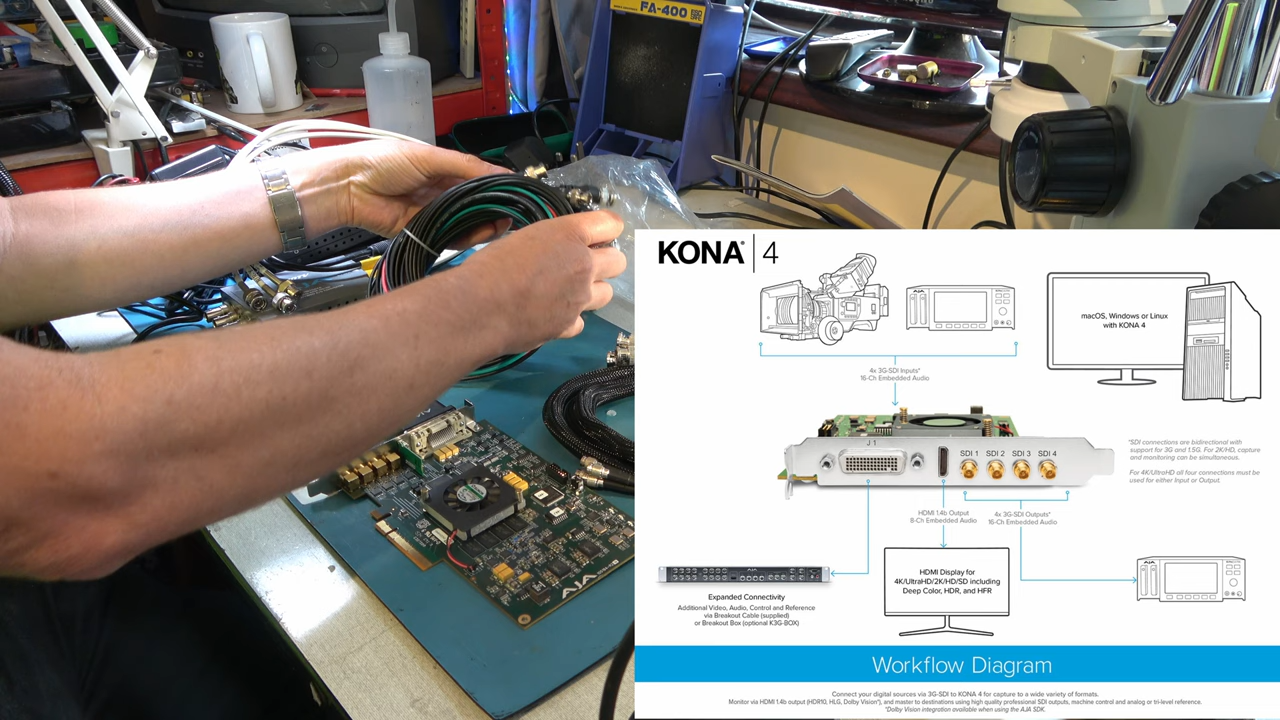 FA-400
KONA 4
macOS, Windows or Linux
with KONA 4
AJA
4x 3G-SDI Inputs*
16-Ch Embedded Audio
J 1
SDI 1 SDI 2 SDI 3 SDI 4
*SDI connections are bidirectional with
support for 3G and 1.5G. For 2K/HD, capture
and monitoring can be simultaneous.
For 4K/UltraHD all four connections must be
used for either Input or Output.
HDMI 1.4b Output
8-Ch Embedded Audio
4x 3G-SDI Outputs*
16-Ch Embedded Audio
AJA
HDMI Display for
4K/UltraHD/2K/HD/SD including
Deep Color, HDR, and HFR
AJA
Expanded Connectivity
Additional Video, Audio, Control and Reference
via Breakout Cable (supplied)
or Breakout Box (optional K3G-BOX)
AJA
Workflow Diagram
Connect your digital sources via 3G-SDI to KONA 4 for capture to a wide variety of formats.
Monitor via HDMI 1.4b output (HDR10, HLG, Dolby Vision*), and master to destinations using high quality professional SDI outputs, machine control and analog or tri-level reference.
*Dolby Vision integration available when using the AJA SDK.